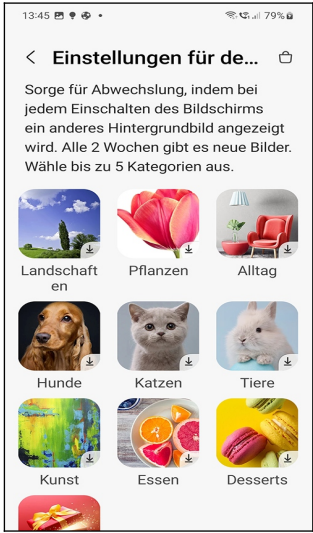 13:45 79%
Einstellungen für de...
Sorge für Abwechslung, indem bei
jedem Einschalten des Bildschirms
ein anderes Hintergrundbild angezeigt
wird. Alle 2 Wochen gibt es neue Bilder.
Wähle bis zu 5 Kategorien aus.
Landschaft
en
Pflanzen
Alltag
Hunde
Katzen
Tiere
Kunst
Essen
Desserts